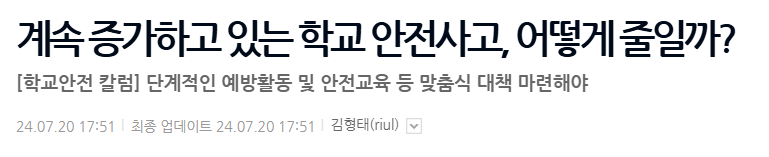 계속 증가하고 있는 학교 안전사고, 어떻게 줄일까?
[학교안전 칼럼] 단계적인 예방활동 및 안전교육 등 맞춤식 대책 마련해야
24.07.20 17:51 | 최종 업데이트 24.07.20 17:51 | 김형태(riul)